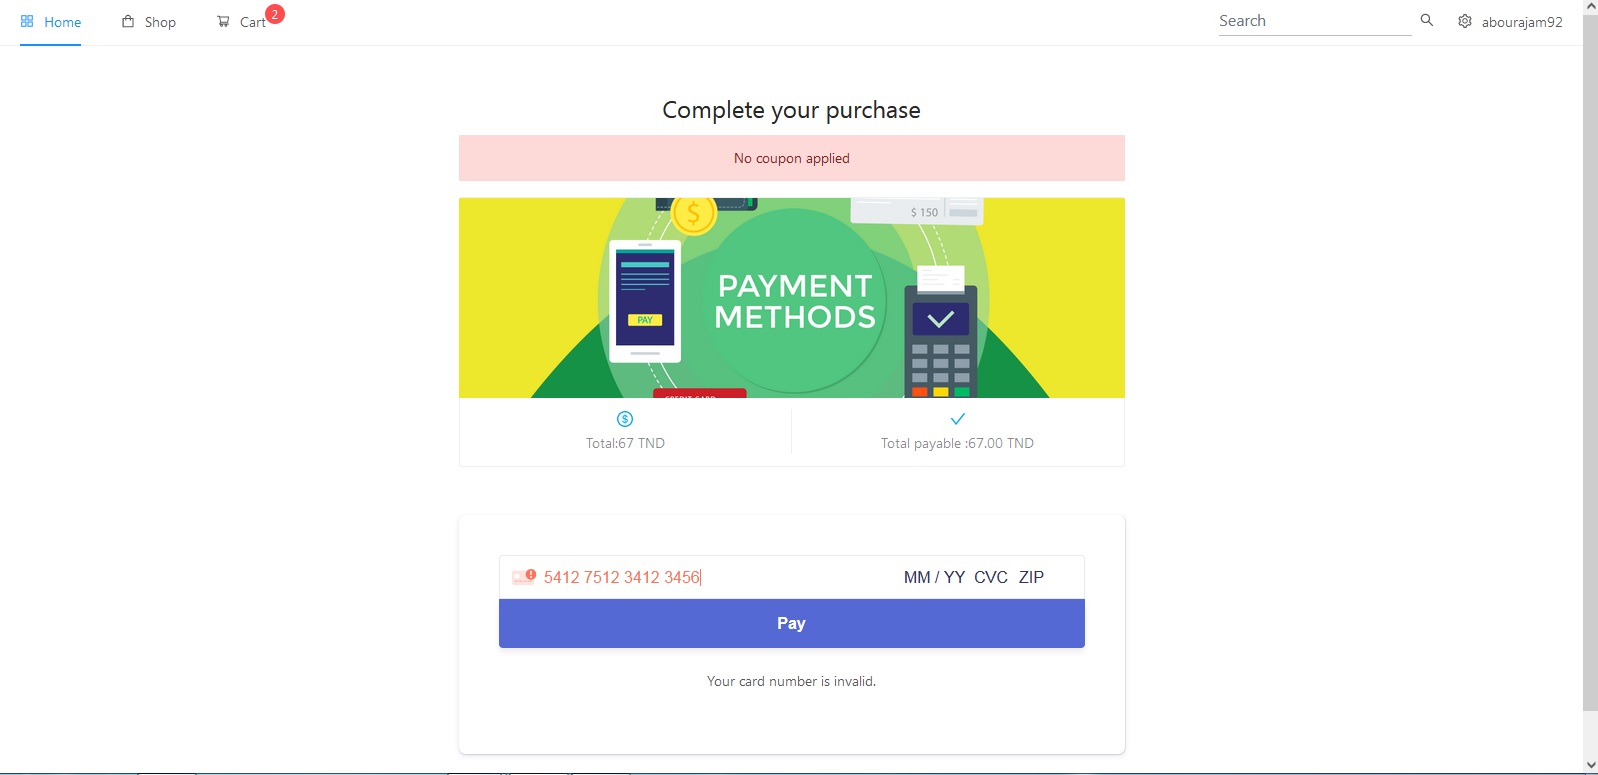 Home
Shop
Cart
2
Search
abourajam92
Complete your purchase
No coupon applied
$
$ 150
PAYMENT
METHODS
PAY
CREDIT CARD
$
Total:67 TND
Total payable :67.00 TND
5412 7512 3412 3456
MM / YY CVC ZIP
Pay
Your card number is invalid.